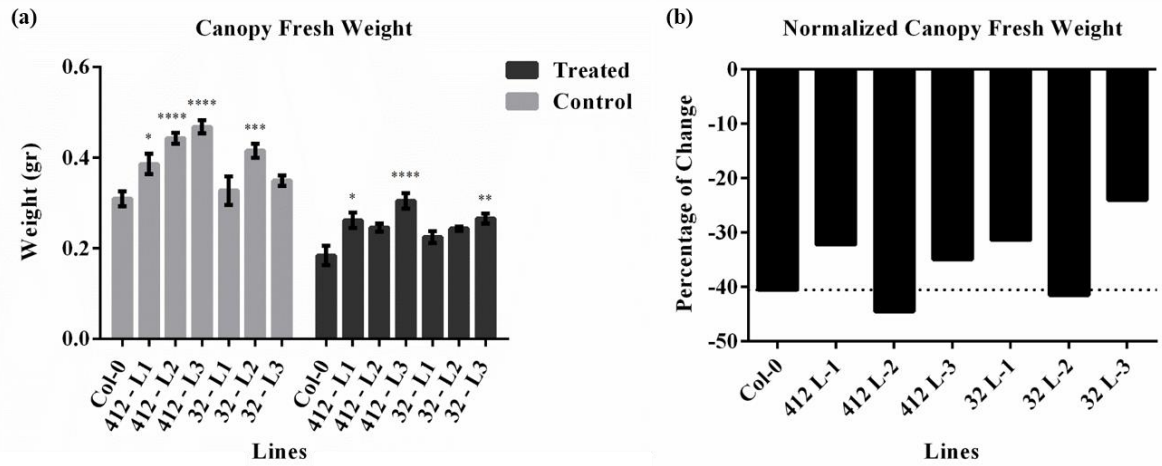 (a)
Canopy Fresh Weight
Weight (gr)
0.6
0.4
0.2
0.0
Treated
Control
*
****
****
***
*
****
**
Col-0
412 - L1
412 - L2
412 - L3
32 - L1
32 - L2
32 - L3
Col-0
412 - L1
412 - L2
412 - L3
32 - L1
32 - L2
32 - L3
Lines
(b)
Normalized Canopy Fresh Weight
Percentage of Change
0
-10
-20
-30
-40
-50
Col-0
412 L-1
412 L-2
412 L-3
32 L-1
32 L-2
32 L-3
Lines